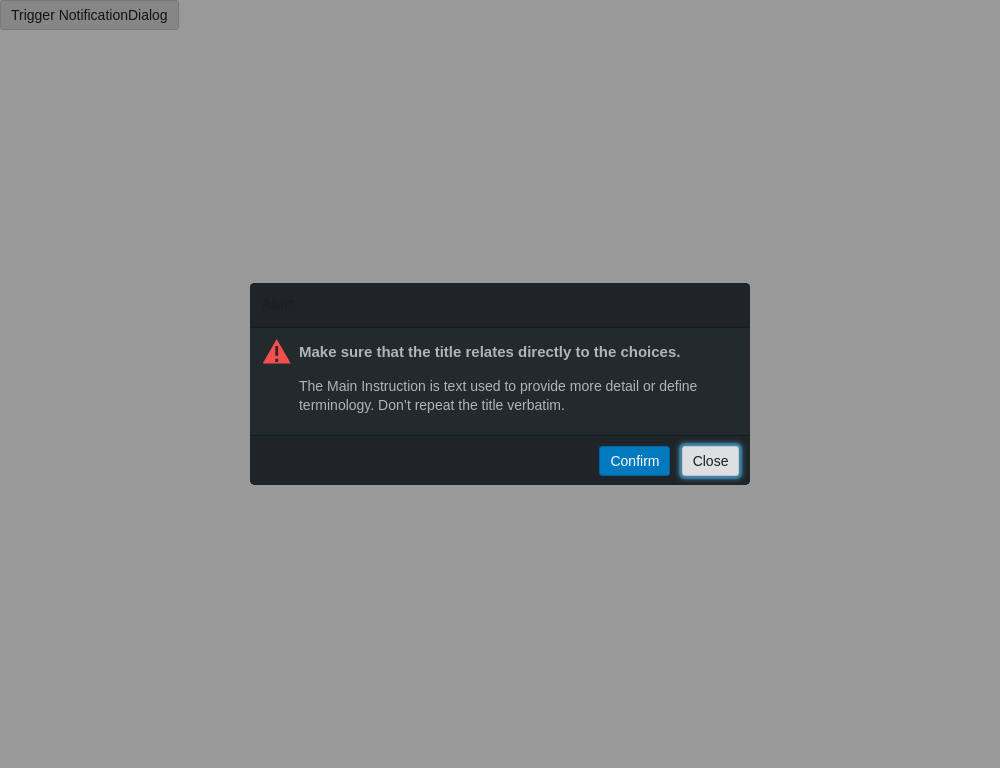 Trigger NotificationDialog
Alert
Make sure that the title relates directly to the choices.
The Main Instruction is text used to provide more detail or define
terminology. Don't repeat the title verbatim.
Confirm
Close